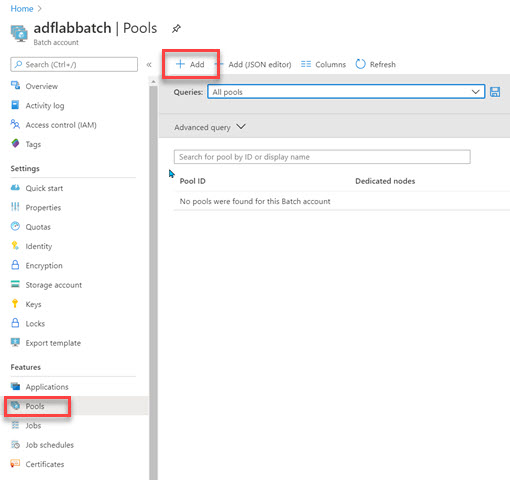 Home >
adflabbatch | Pools
Batch account
Search (Ctrl+/)
«
Overview
Activity log
Access control (IAM)
Tags
Settings
Quick start
Properties
Quotas
Identity
Encryption
Storage account
Keys
Locks
Export template
Features
Applications
Pools
Jobs
Job schedules
Certificates
+ Add + Add (JSON editor) Columns Refresh
Queries: All pools
Advanced query
Search for pool by ID or display name
Pool ID Dedicated nodes
No pools were found for this Batch account